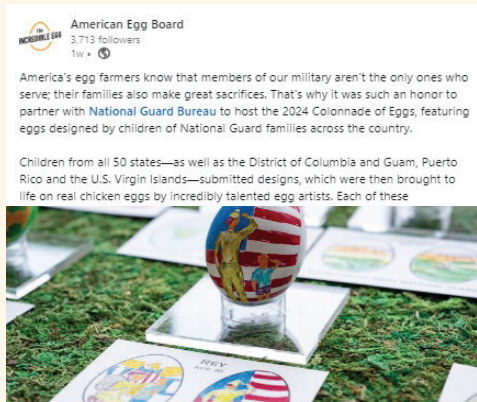 the
INCREDIBLE EGG
American Egg Board
3,713 followers
1w •
America's egg farmers know that members of our military aren't the only ones who
serve; their families also make great sacrifices. That's why it was such an honor to
partner with National Guard Bureau to host the 2024 Colonnade of Eggs, featuring
eggs designed by children of National Guard families across the country.
Children from all 50 states—as well as the District of Columbia and Guam, Puerto
Rico and the U.S. Virgin Islands—submitted designs, which were then brought to
life on real chicken eggs by incredibly talented egg artists. Each of these
REY